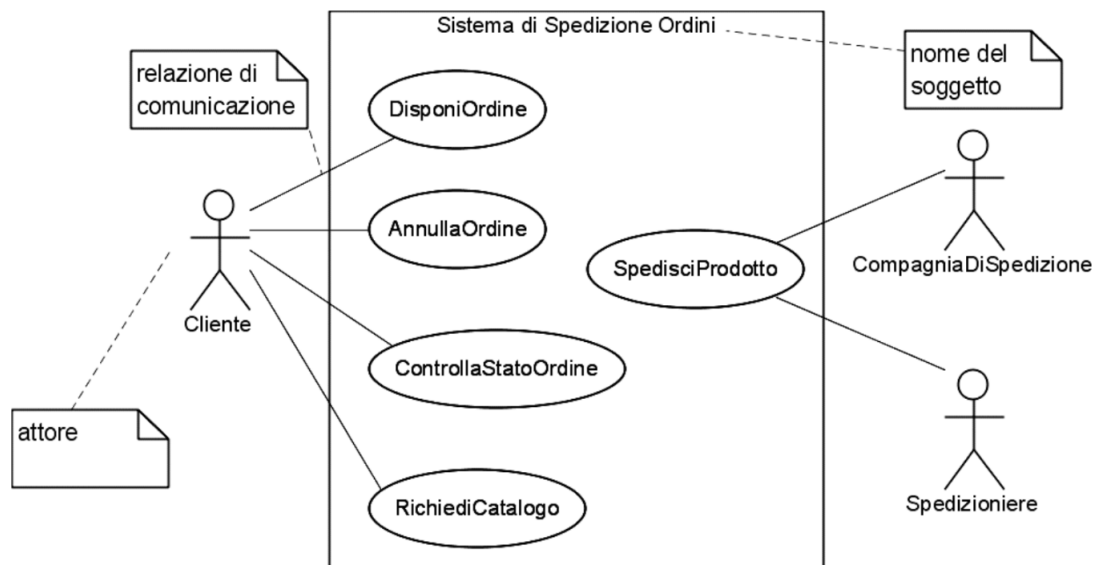 Sistema di Spedizione Ordini
relazione di
comunicazione
nome del
soggetto
DisponiOrdine
AnnullaOrdine
SpedisciProdotto
CompagniaDiSpedizione
Cliente
ControllaStatoOrdine
attore
RichiediCatalogo
Spedizioniere